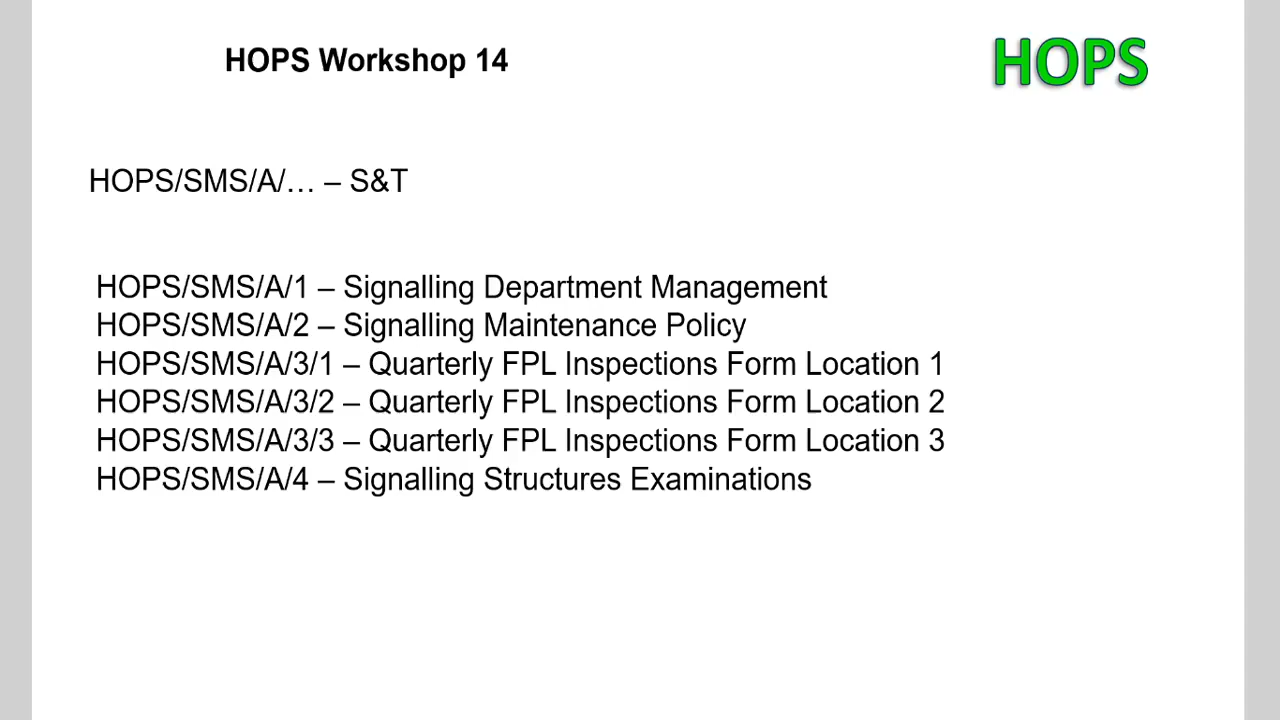 HOPS Workshop 14
HOPS
HOPS/SMS/A/… – S&T
HOPS/SMS/A/1 – Signalling Department Management
HOPS/SMS/A/2 – Signalling Maintenance Policy
HOPS/SMS/A/3/1 – Quarterly FPL Inspections Form Location 1
HOPS/SMS/A/3/2 – Quarterly FPL Inspections Form Location 2
HOPS/SMS/A/3/3 – Quarterly FPL Inspections Form Location 3
HOPS/SMS/A/4 – Signalling Structures Examinations